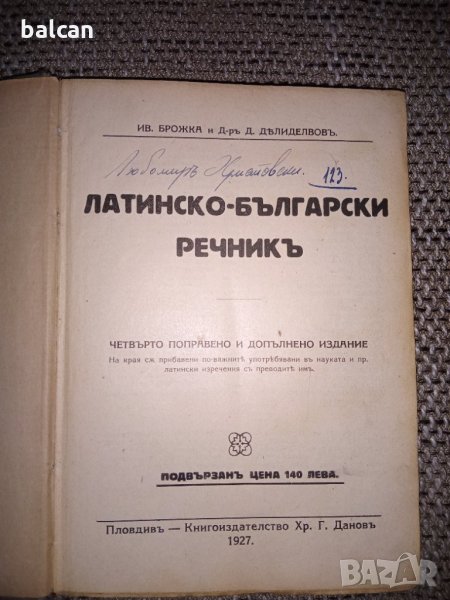 balcan
ИВ. БРОЖКА и Д-ръ Д. ДѢЛИДЕЛВОВЪ.
Любомиръ Христовски. 123.
ЛАТИНСКО-БЪЛГАРСКИ
РЕЧНИКЪ
ЧЕТВЪРТО ПОПРАВЕНО И ДОПЪЛНЕНО ИЗДАНИЕ
На края сѫ прибавени по-важнитѣ употрѣбявани въ науката и пр.
латински изречения съ преводитѣ имъ.
ПОДВЪРЗАНЪ ЦЕНА 140 ЛЕВА.
Пловдивъ — Книгоиздателство Хр. Г. Дановъ
1927.
BAZAR